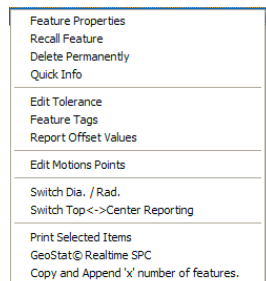 Feature Properties
Recall Feature
Delete Permanently
Quick Info
Edit Tolerance
Feature Tags
Report Offset Values
Edit Motions Points
Switch Dia. / Rad.
Switch Top<->Center Reporting
Print Selected Items
GeoStat© Realtime SPC
Copy and Append 'x' number of features.